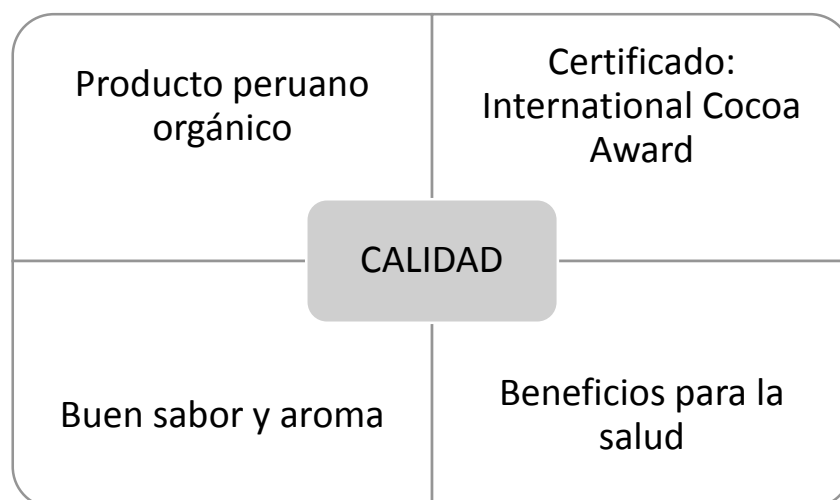 Producto peruano
orgánico
Certificado:
International Cocoa
Award
CALIDAD
Buen sabor y aroma
Beneficios para la
salud